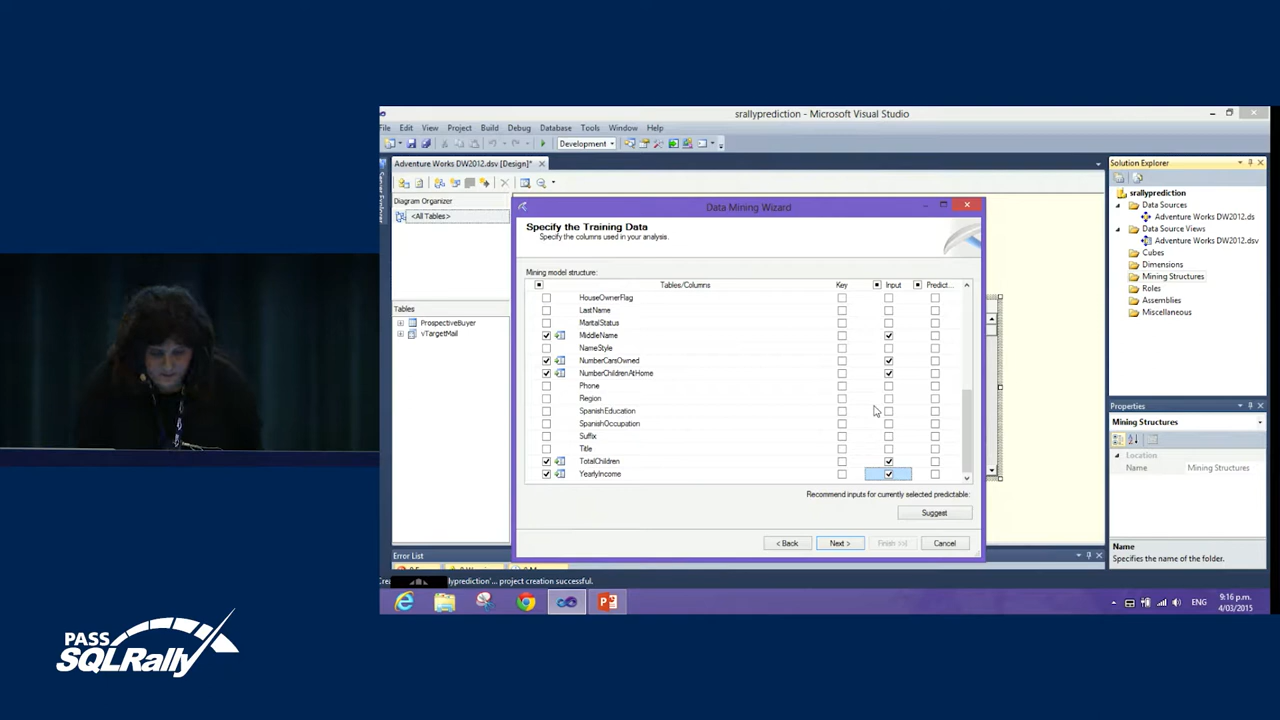 srallyprediction - Microsoft Visual Studio
File Edit View Project Build Debug Database Tools Window Help
Development
Adventure Works DW2012.dsv [Design]*
Diagram Organizer
<All Tables>
Tables
ProspectiveBuyer
vTargetMail
Data Mining Wizard
Specify the Training Data
Specify the columns used in your analysis.
Mining model structure:
Tables/Columns Key Input Predict...
HouseOwnerFlag
LastName
MaritalStatus
MiddleName
NameStyle
NumberCarsOwned
NumberChildrenAtHome
Phone
Region
SpanishEducation
SpanishOccupation
Suffix
Title
TotalChildren
YearlyIncome
Recommend inputs for currently selected predictable:
Suggest
< Back
Next >
Finish >>|
Cancel
Solution Explorer
srallyprediction
Data Sources
Adventure Works DW2012.ds
Data Source Views
Adventure Works DW2012.dsv
Cubes
Dimensions
Mining Structures
Roles
Assemblies
Miscellaneous
Properties
Mining Structures
Location
Name Mining Structures
Name
Specifies the name of the folder.
Error List
lyprediction'... project creation successful.
ENG
9:16 p.m.
4/03/2015
PASS
SQLRally